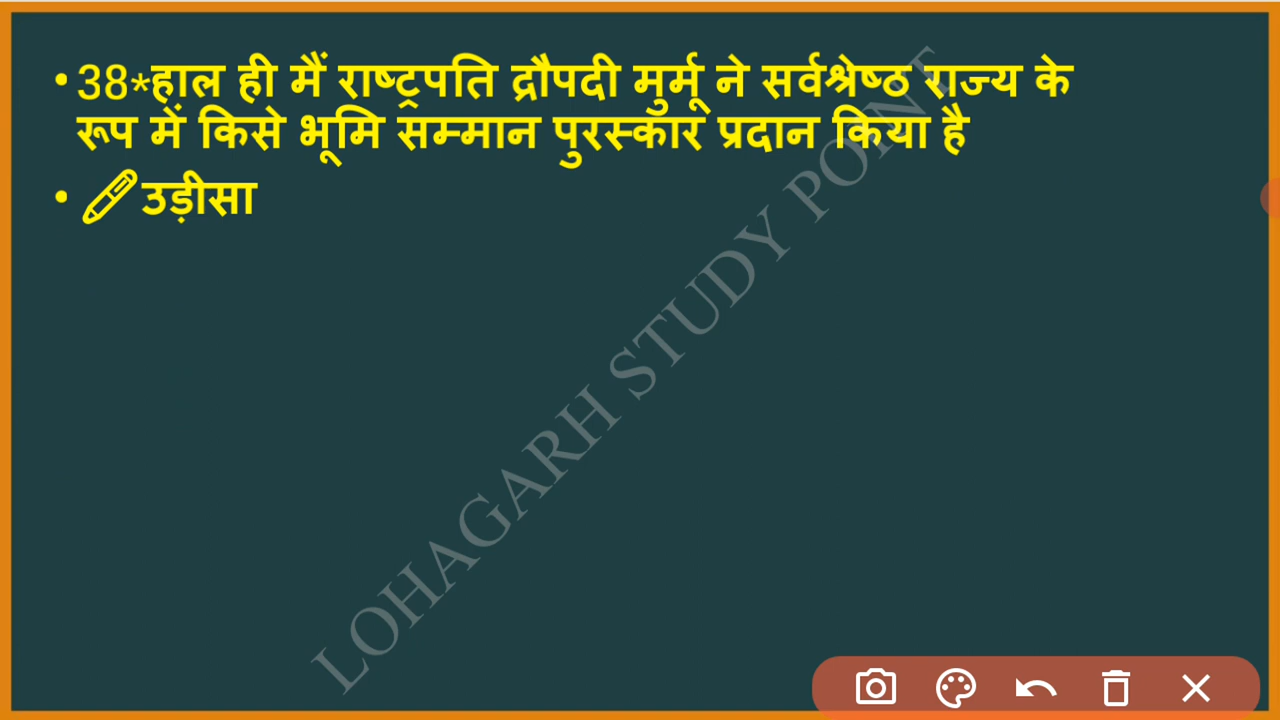 • 38*हाल ही मैं राष्ट्रपति द्रौपदी मुर्मू ने सर्वश्रेष्ठ राज्य के
रूप में किसे भूमि सम्मान पुरस्कार प्रदान किया है
• 🖊उड़ीसा
LOHAGARH STUDY POINT